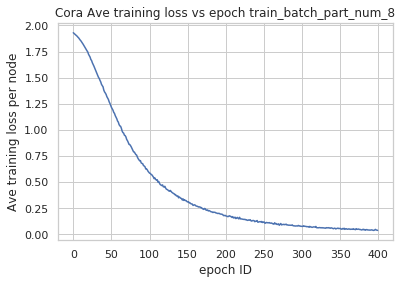 Cora Ave training loss vs epoch train_batch_part_num_8
Ave training loss per node
2.00
1.75
1.50
1.25
1.00
0.75
0.50
0.25
0.00
0 50 100 150 200 250 300 350 400
epoch ID